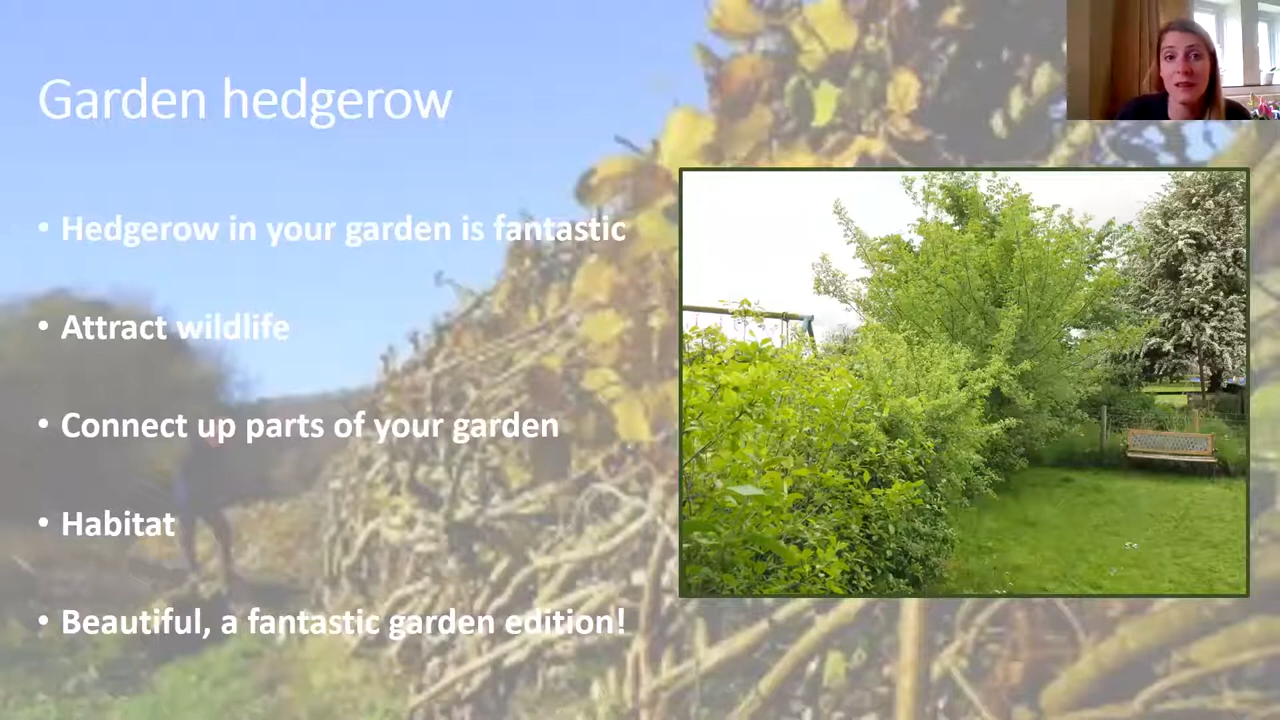 Garden hedgerow
• Hedgerow in your garden is fantastic
• Attract wildlife
• Connect up parts of your garden
• Habitat
• Beautiful, a fantastic garden edition!